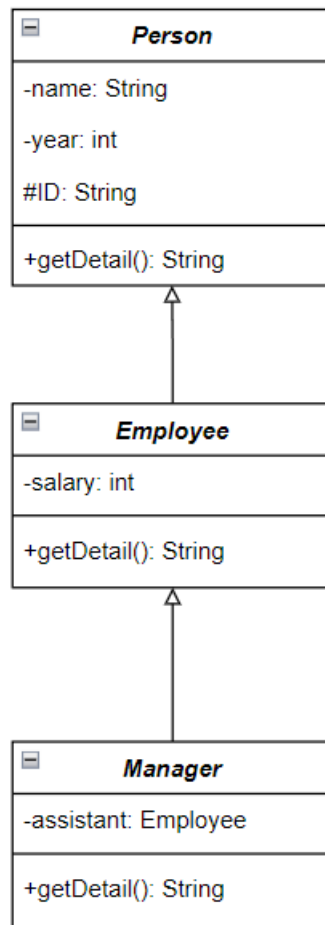 Person
-name: String
-year: int
#ID: String
+getDetail(): String
Employee
-salary: int
+getDetail(): String
Manager
-assistant: Employee
+getDetail(): String